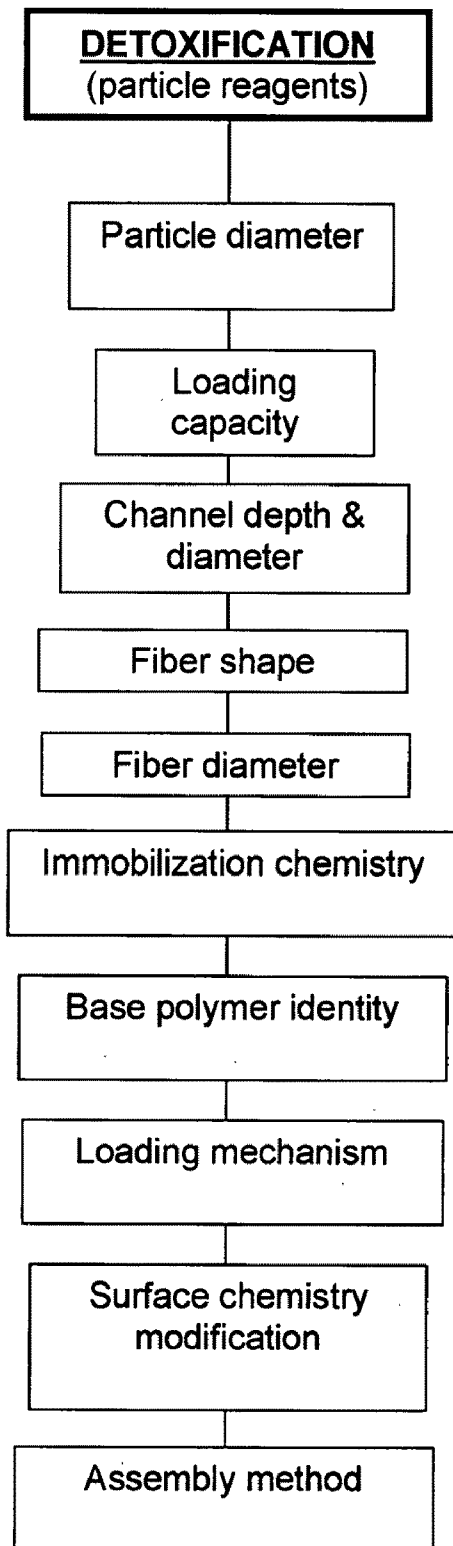 DETOXIFICATION
(particle reagents)
Particle diameter
Loading
capacity
Channel depth &
diameter
Fiber shape
Fiber diameter
Immobilization chemistry
Base polymer identity
Loading mechanism
Surface chemistry
modification
Assembly method